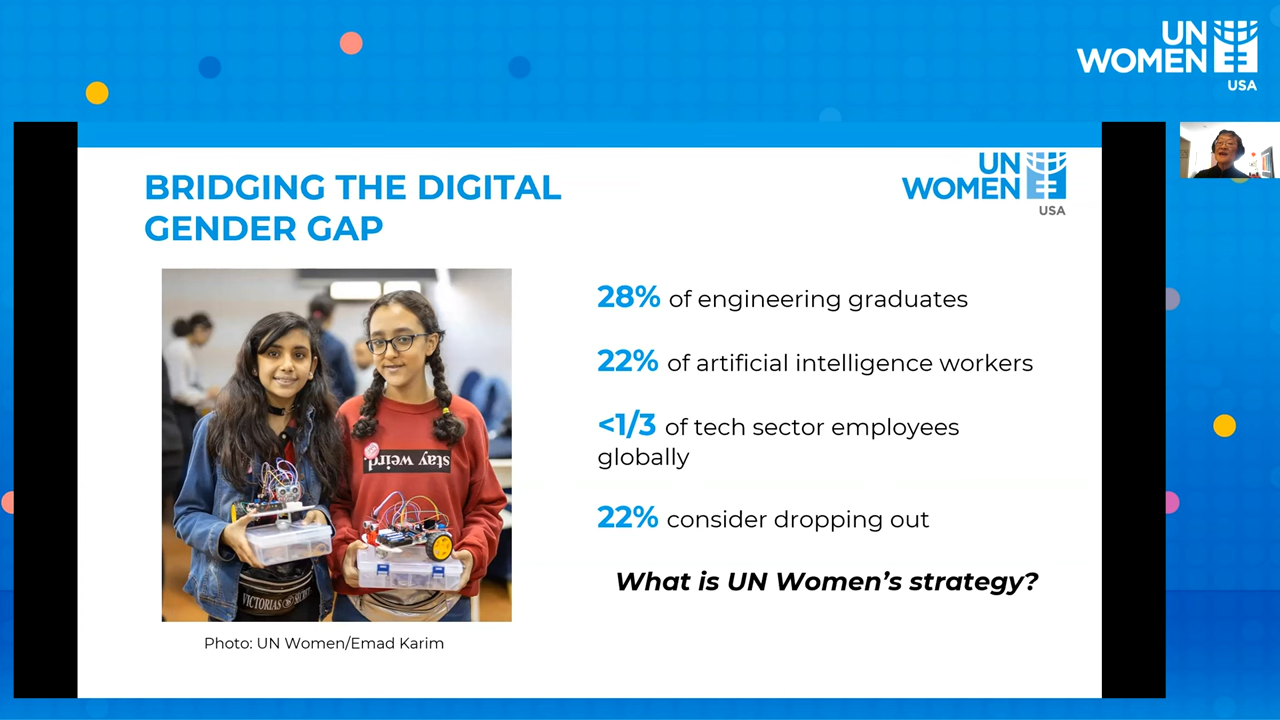 UN
WOMEN
USA
BRIDGING THE DIGITAL
GENDER GAP
UN
WOMEN
USA
28% of engineering graduates
22% of artificial intelligence workers
<1/3 of tech sector employees
globally
22% consider dropping out
What is UN Women’s strategy?
stay weird
VICTORIA'S SECRET
Photo: UN Women/Emad Karim